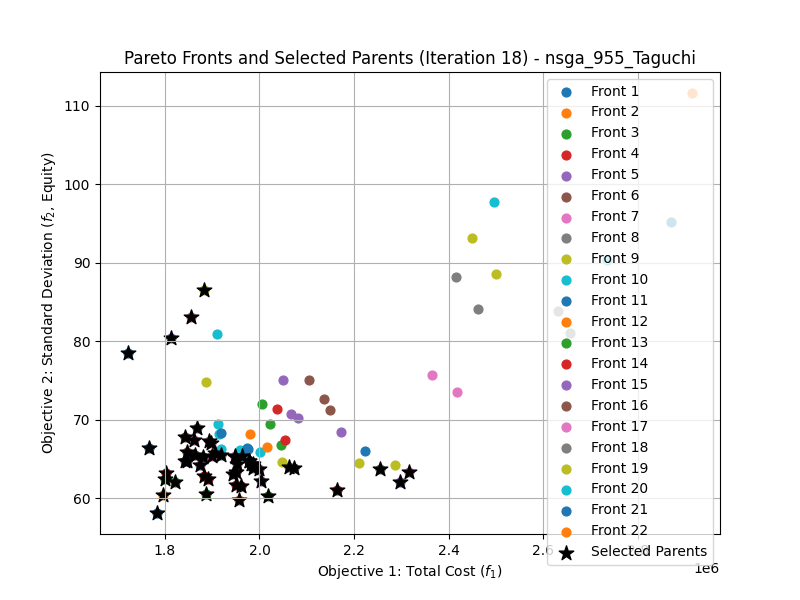 Pareto Fronts and Selected Parents (Iteration 18) - nsga_955_Taguchi
Objective 2: Standard Deviation (f₂, Equity)
110
100
90
80
70
60
1.8
2.0
2.2
2.4
2.6
2.8
1e6
Objective 1: Total Cost (f₁)
Front 1
Front 2
Front 3
Front 4
Front 5
Front 6
Front 7
Front 8
Front 9
Front 10
Front 11
Front 12
Front 13
Front 14
Front 15
Front 16
Front 17
Front 18
Front 19
Front 20
Front 21
Front 22
Selected Parents